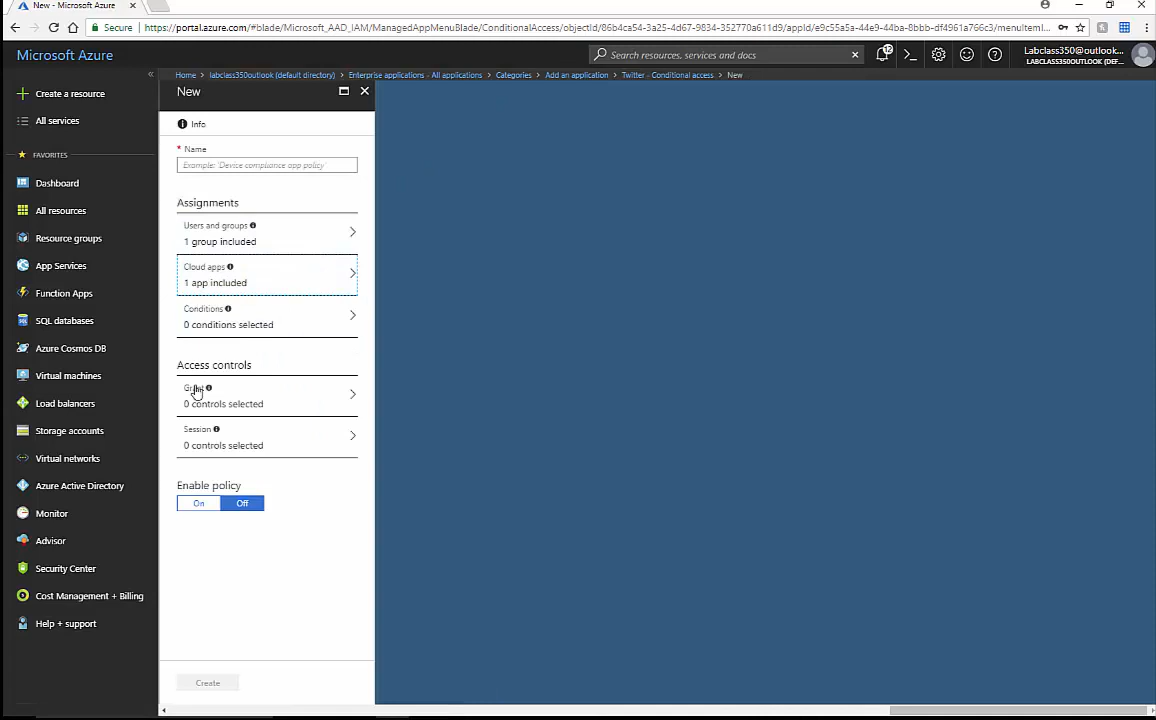 New - Microsoft Azure
Secure https://portal.azure.com/#blade/Microsoft_AAD_IAM/ManagedAppMenuBlade/ConditionalAccess/objectId/86b4ca54-3a25-4d67-9834-352770a611d9/appId/e9c55a5a-44e9-44ba-8bbb-df4961a766c3/menuItemI...
Microsoft Azure
Search resources, services and docs
12
Labclass350@outlook...
LABCLASS350OUTLOOK (DEF...
Home > labclass350outlook (default directory) > Enterprise applications - All applications > Categories > Add an application > Twitter - Conditional access > New
Create a resource
All services
FAVORITES
Dashboard
All resources
Resource groups
App Services
Function Apps
SQL databases
Azure Cosmos DB
Virtual machines
Load balancers
Storage accounts
Virtual networks
Azure Active Directory
Monitor
Advisor
Security Center
Cost Management + Billing
Help + support
New
Info
* Name
Example: 'Device compliance app policy'
Assignments
Users and groups
1 group included
Cloud apps
1 app included
Conditions
0 conditions selected
Access controls
0 controls selected
Session
0 controls selected
Enable policy
On Off
Create